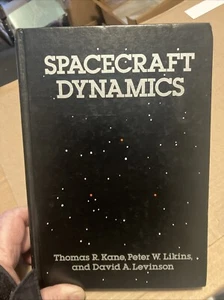 SPACECRAFT
DYNAMICS
Thomas R. Kane, Peter W. Likins,
and David A. Levinson